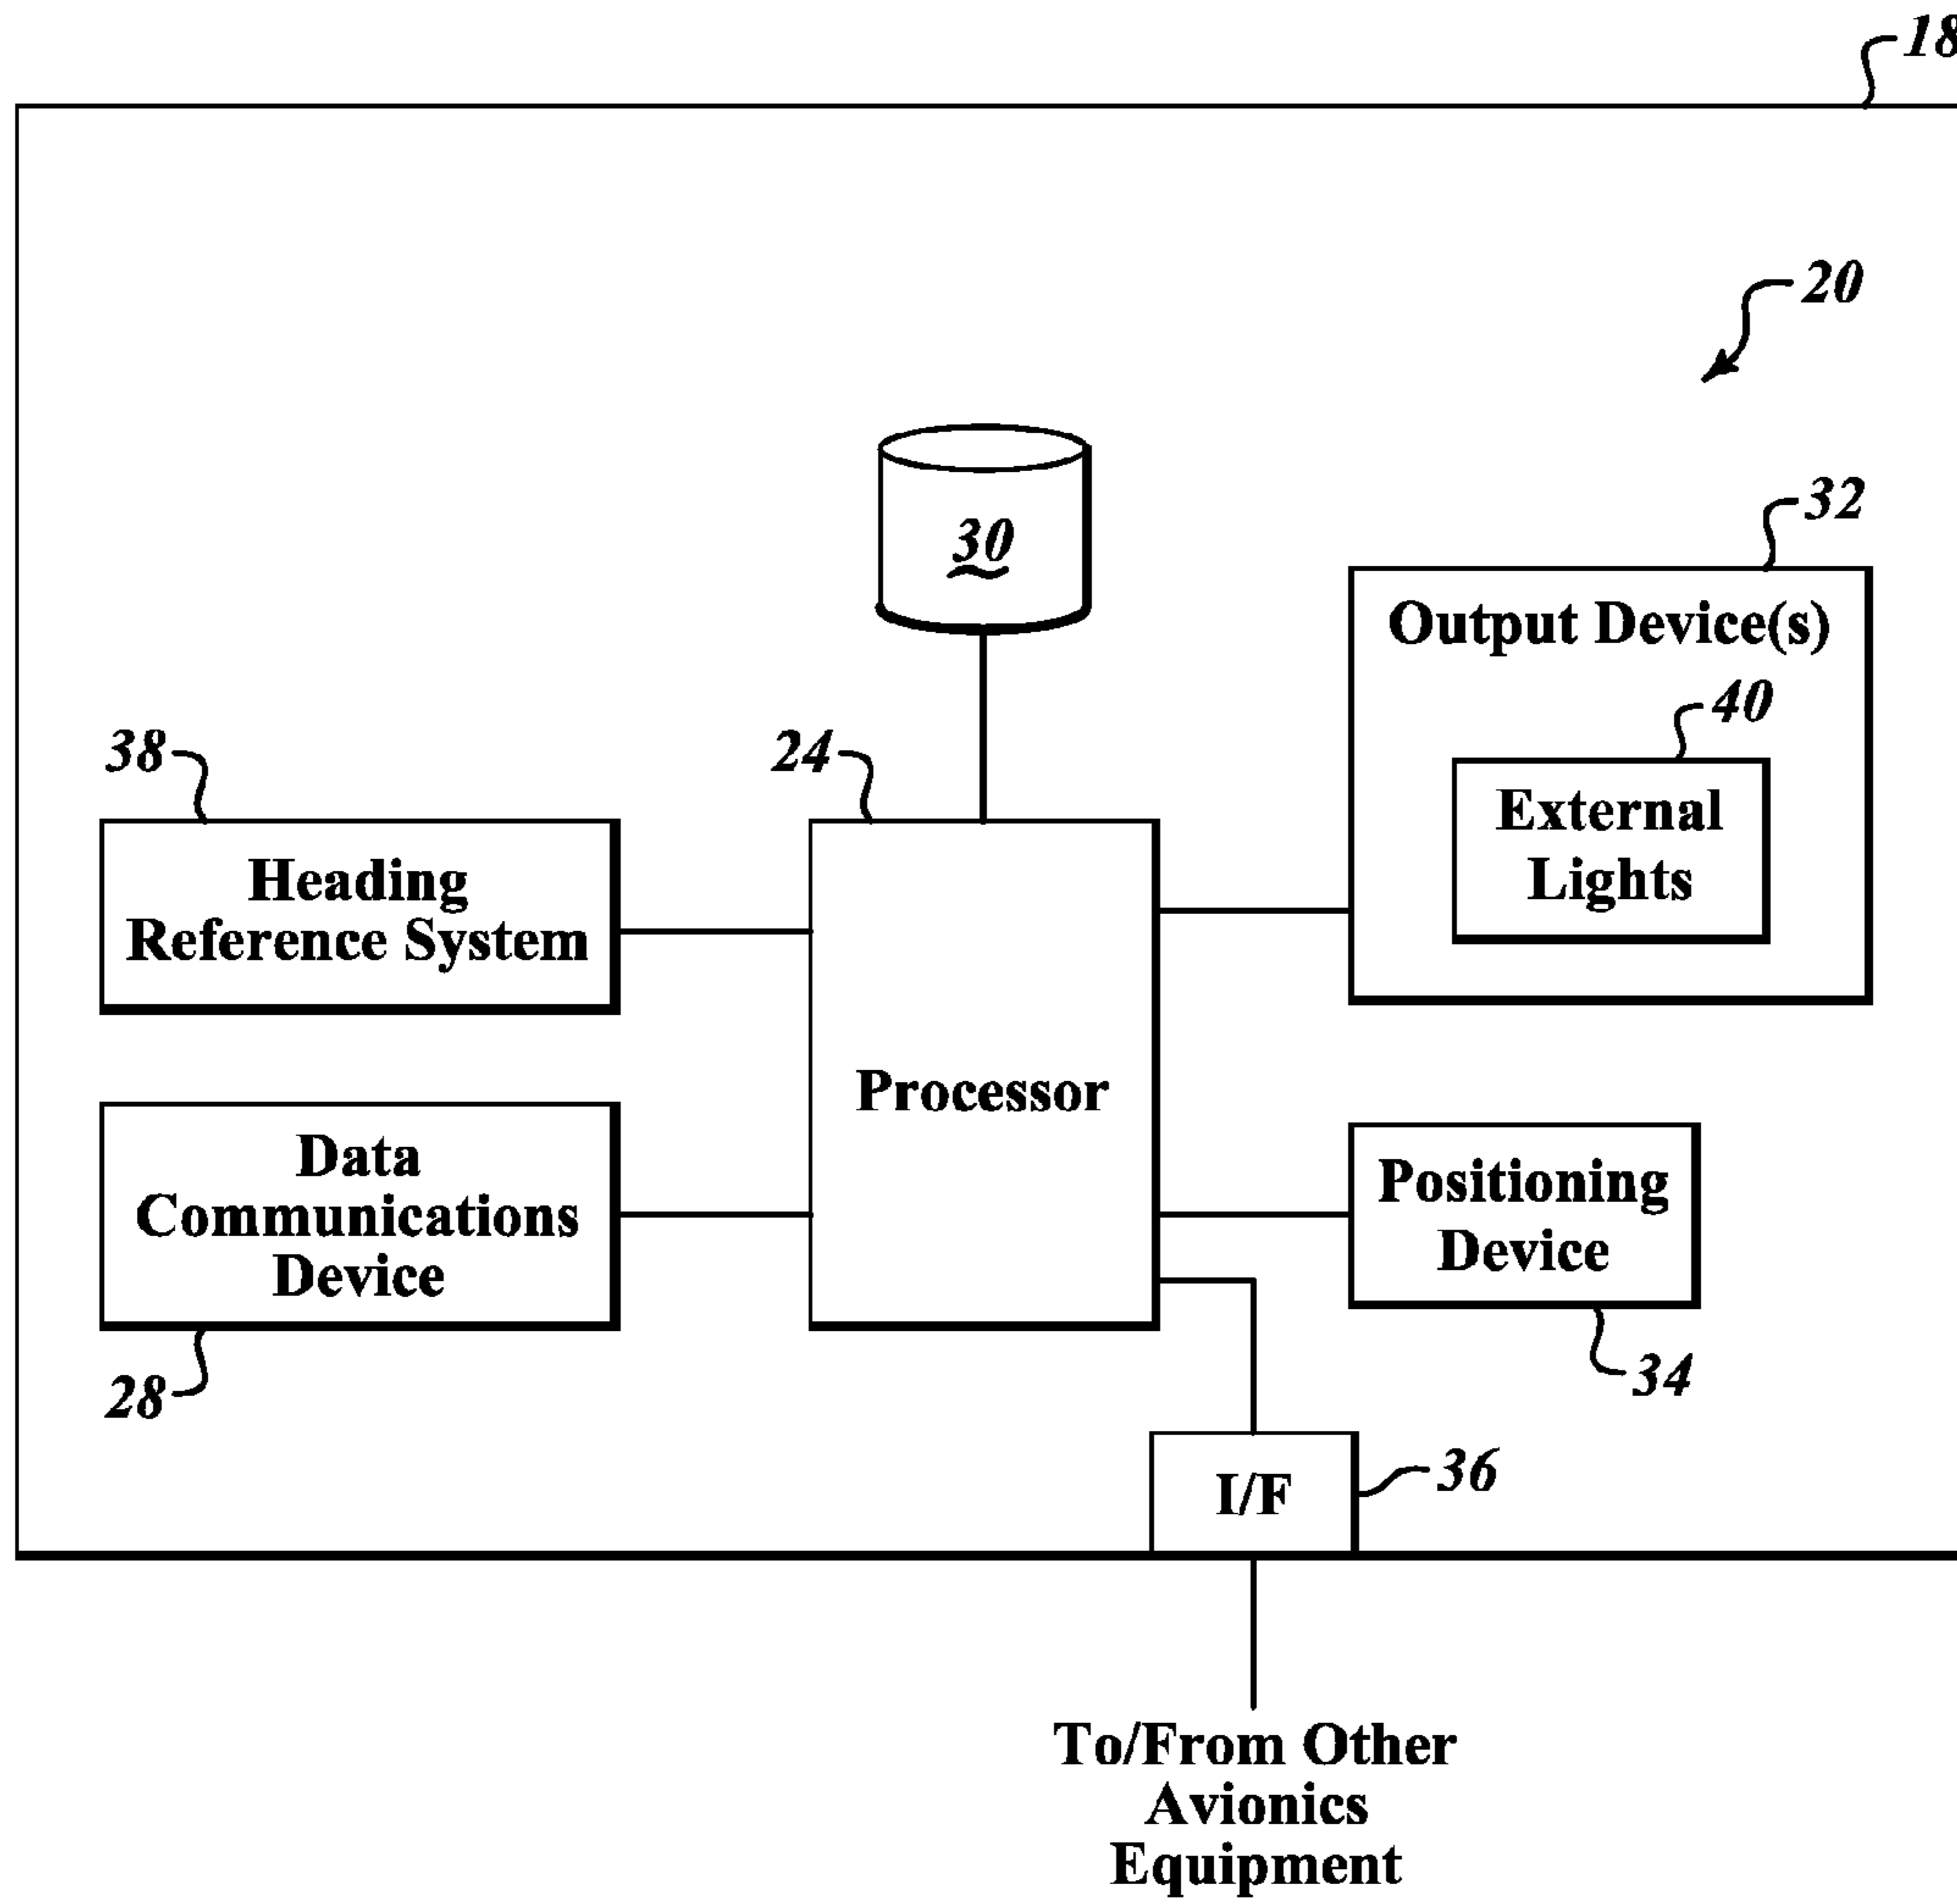 18
20
30
32
Output Device(s)
40
External
Lights
38
Heading
Reference System
24
Processor
Data
Communications
Device
28
Positioning
Device
34
I/F
36
To/From Other
Avionics
Equipment